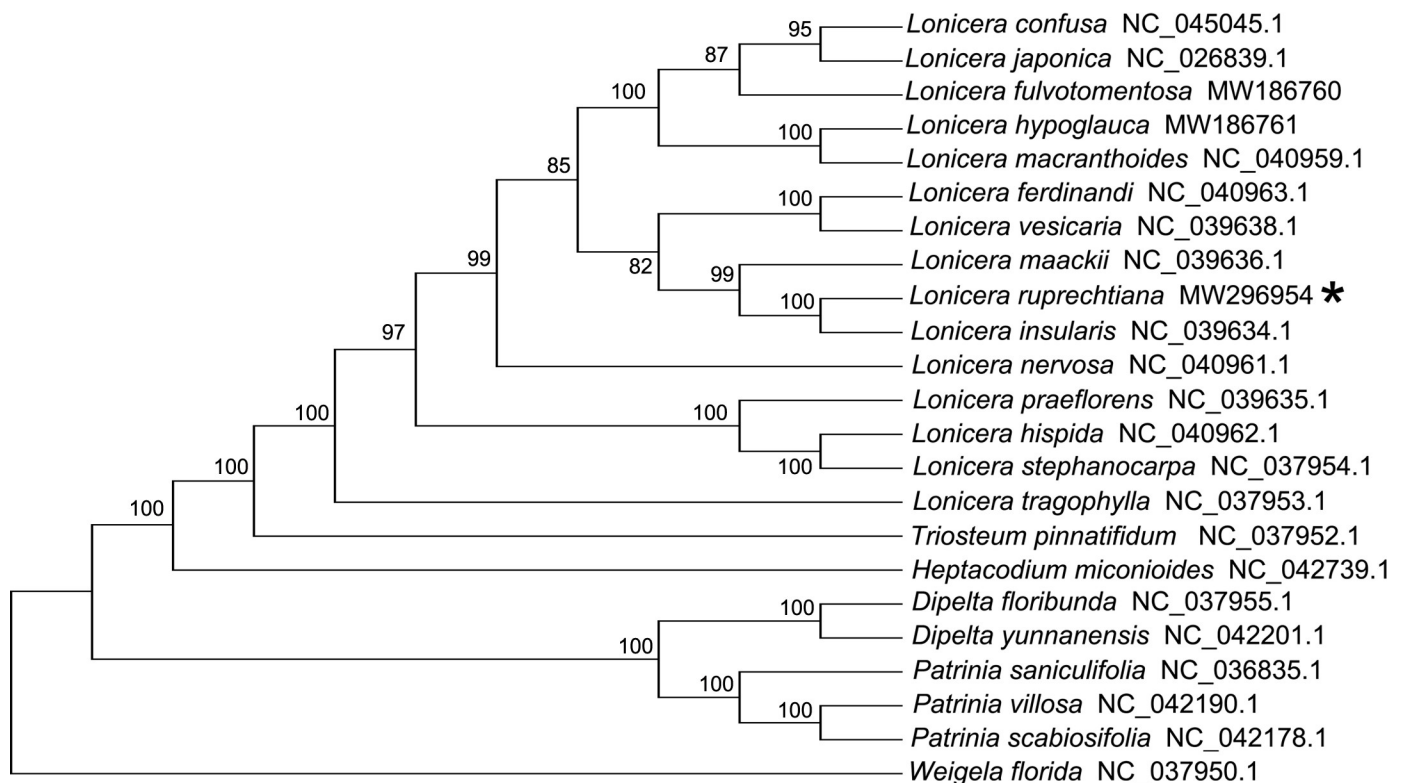 Lonicera confusa NC_045045.1
95
Lonicera japonica NC_026839.1
87
Lonicera fulvotomentosa MW186760
100
Lonicera hypoglauca MW186761
100
Lonicera macranthoides NC_040959.1
85
Lonicera ferdinandi NC_040963.1
100
Lonicera vesicaria NC_039638.1
99
82
Lonicera maackii NC_039636.1
99
Lonicera ruprechtiana MW296954 *
100
Lonicera insularis NC_039634.1
97
Lonicera nervosa NC_040961.1
Lonicera praeflorens NC_039635.1
100
100
Lonicera hispida NC_040962.1
100
Lonicera stephanocarpa NC_037954.1
100
Lonicera tragophylla NC_037953.1
100
Triosteum pinnatifidum NC_037952.1
Heptacodium miconioides NC_042739.1
Dipelta floribunda NC_037955.1
100
Dipelta yunnanensis NC_042201.1
100
Patrinia saniculifolia NC_036835.1
100
Patrinia villosa NC_042190.1
100
Patrinia scabiosifolia NC_042178.1
Weigela florida NC_037950.1